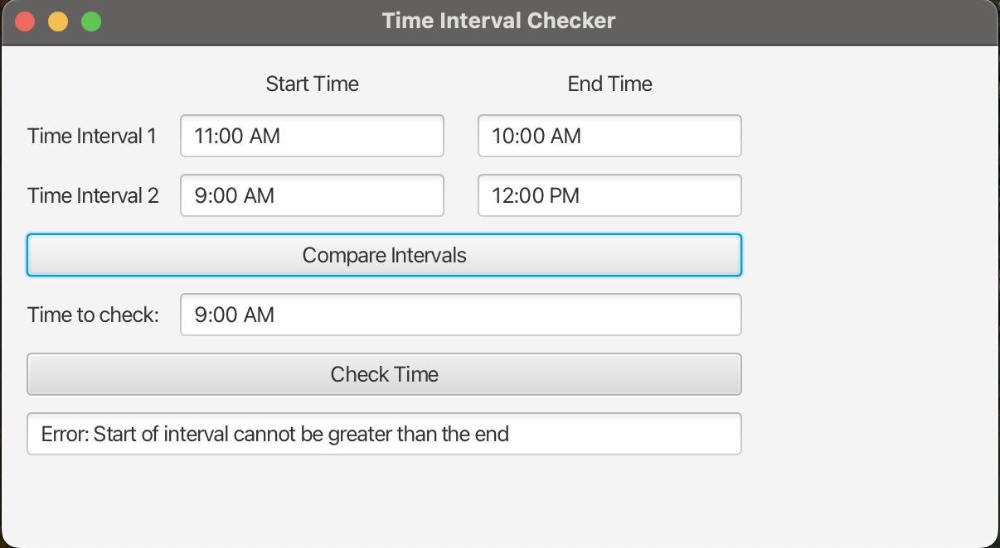 Time Interval Checker
Start Time End Time
Time Interval 1 11:00 AM 10:00 AM
Time Interval 2 9:00 AM 12:00 PM
Compare Intervals
Time to check: 9:00 AM
Check Time
Error: Start of interval cannot be greater than the end